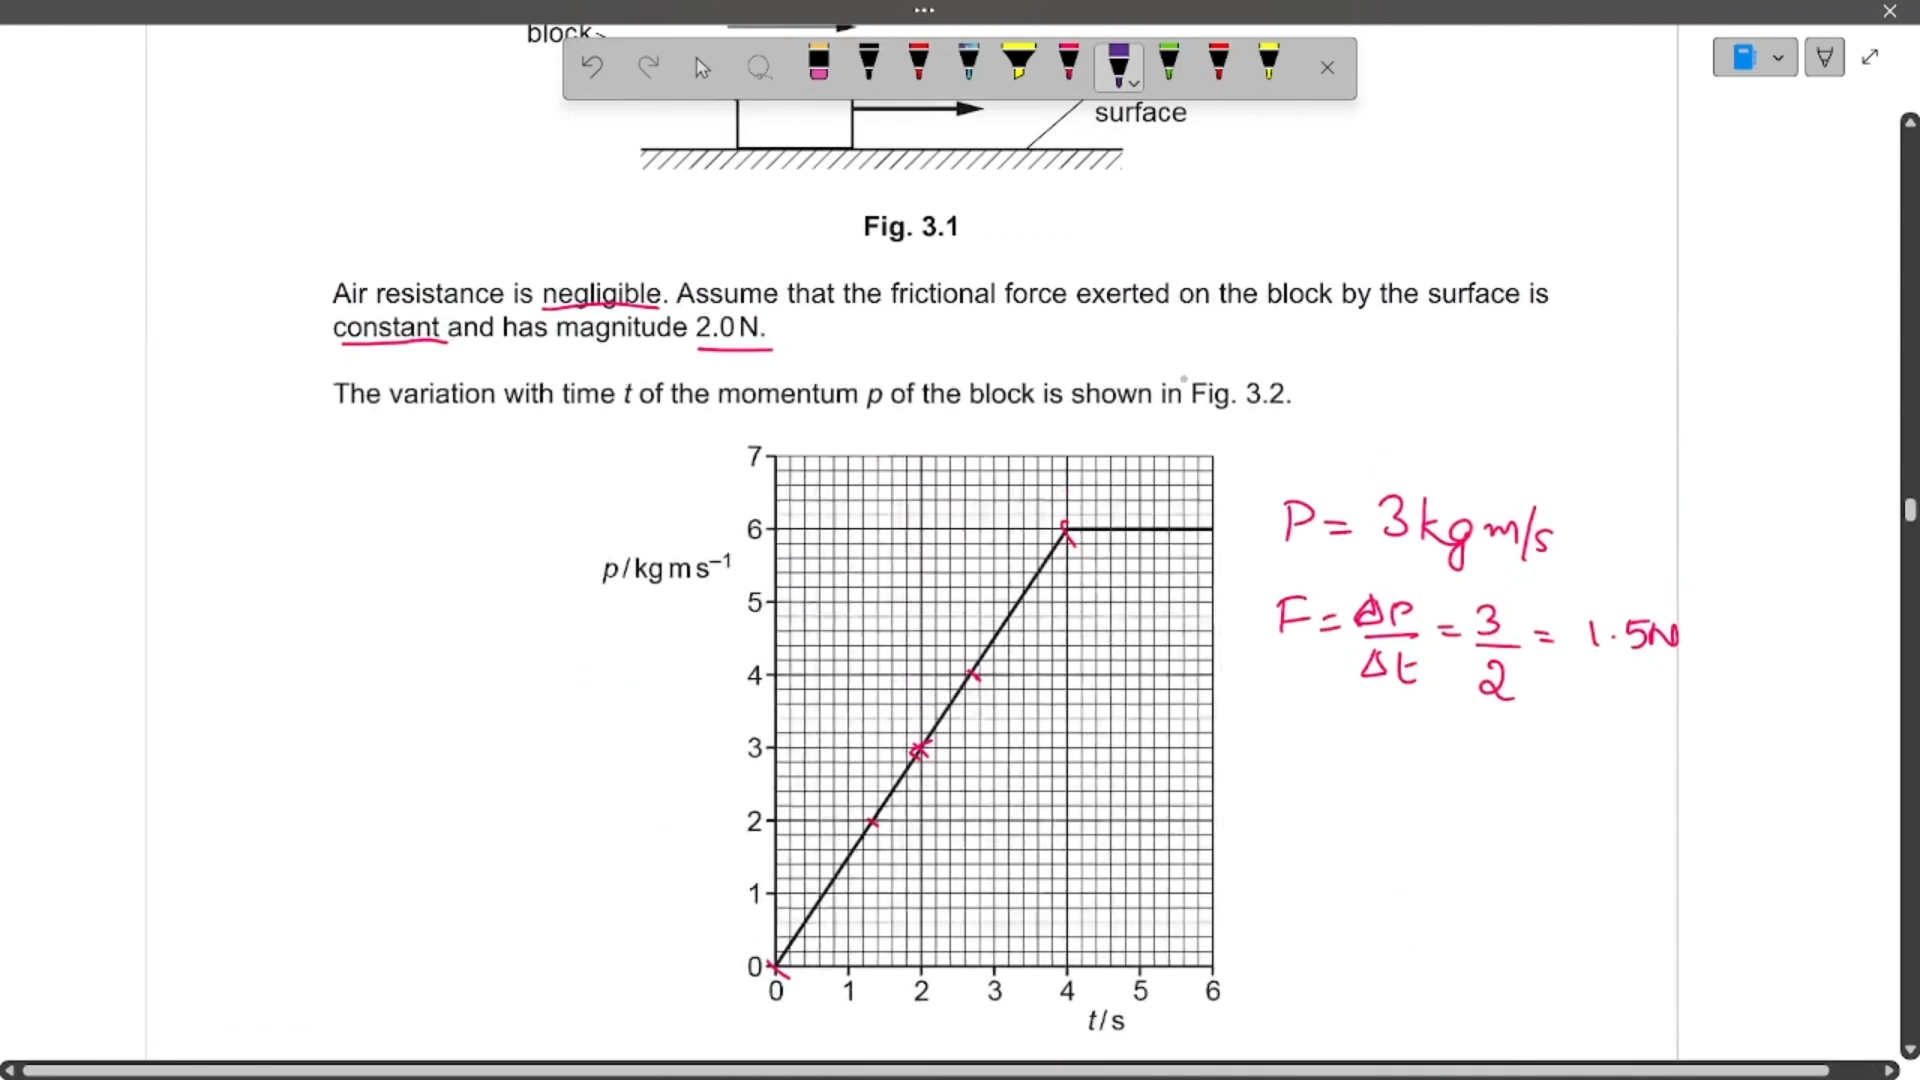 block
surface
Fig. 3.1
Air resistance is negligible. Assume that the frictional force exerted on the block by the surface is
constant and has magnitude 2.0 N.
The variation with time t of the momentum p of the block is shown in Fig. 3.2.
7
6
5
4
3
2
1
0
p / kg m s⁻¹
0 1 2 3 4 5 6
t / s
P = 3 kg m/s
F = ΔP/Δt = 3/2 = 1.5N